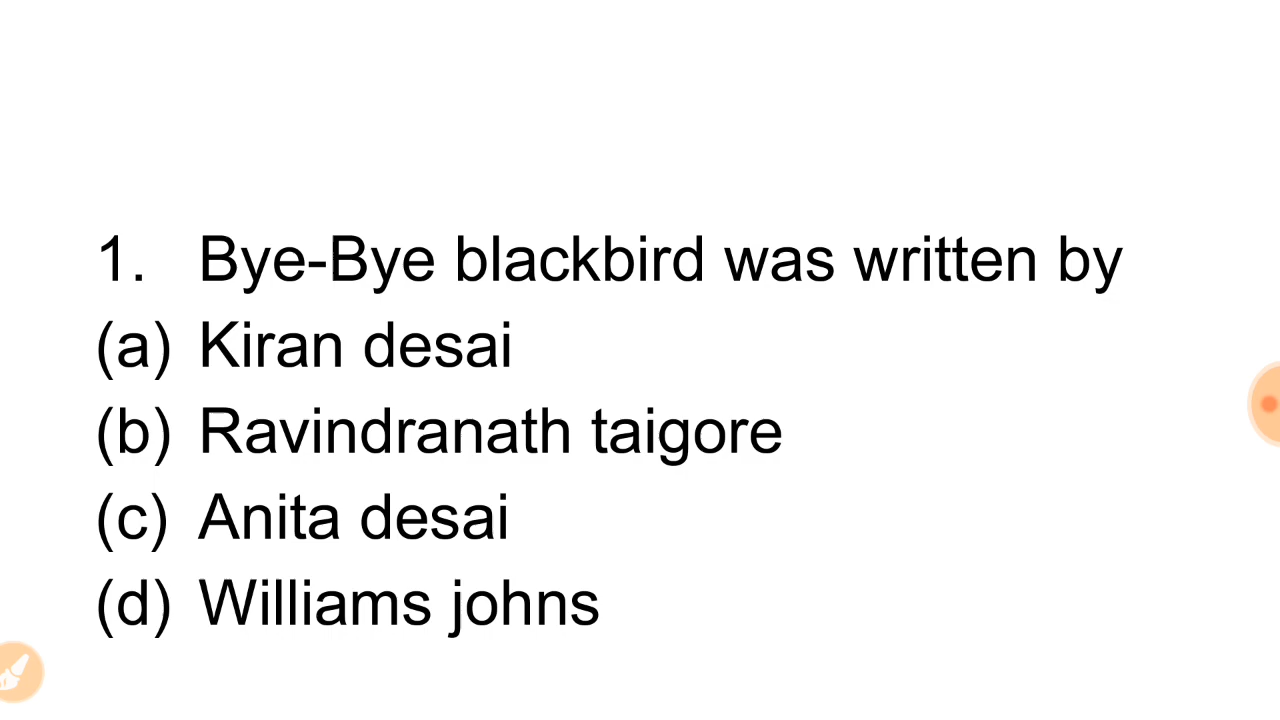 1. Bye-Bye blackbird was written by
(a) Kiran desai
(b) Ravindranath taigore
(c) Anita desai
(d) Williams johns